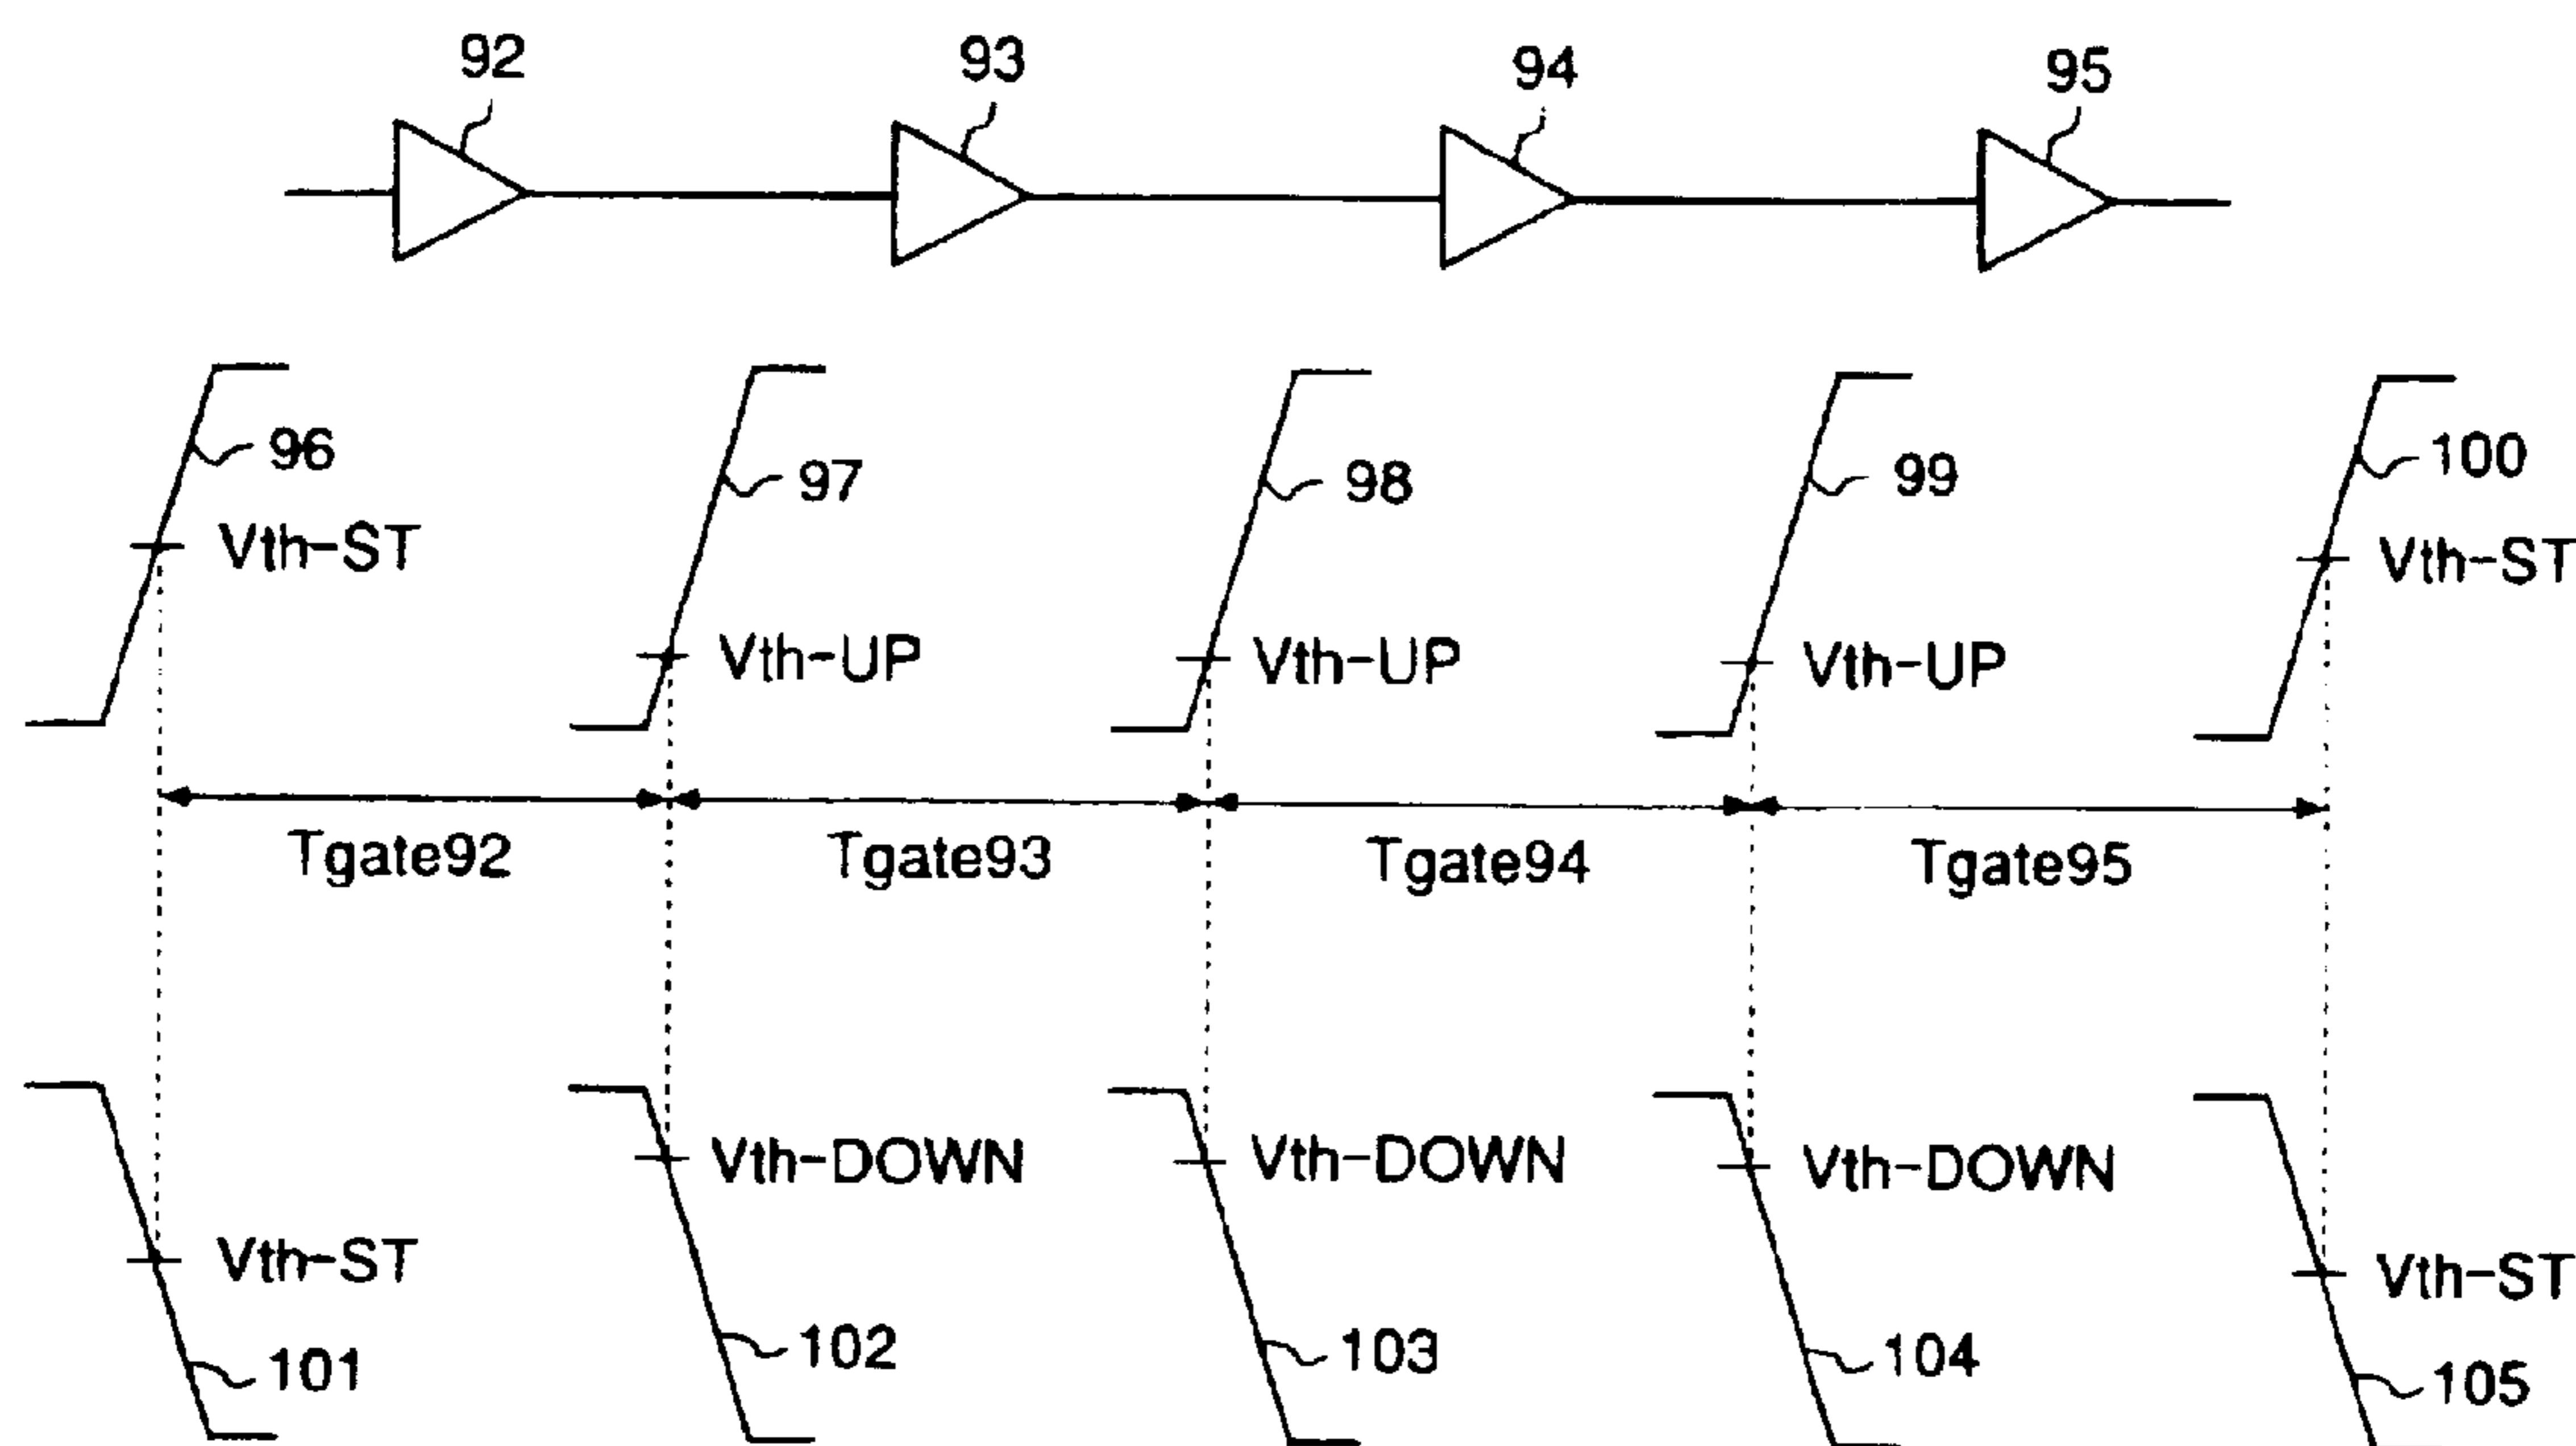 92 93 94 95
96 97 98 99 100
Vth-ST Vth-UP Vth-UP Vth-UP Vth-ST
Tgate92 Tgate93 Tgate94 Tgate95
Vth-ST Vth-DOWN Vth-DOWN Vth-DOWN Vth-ST
101 102 103 104 105